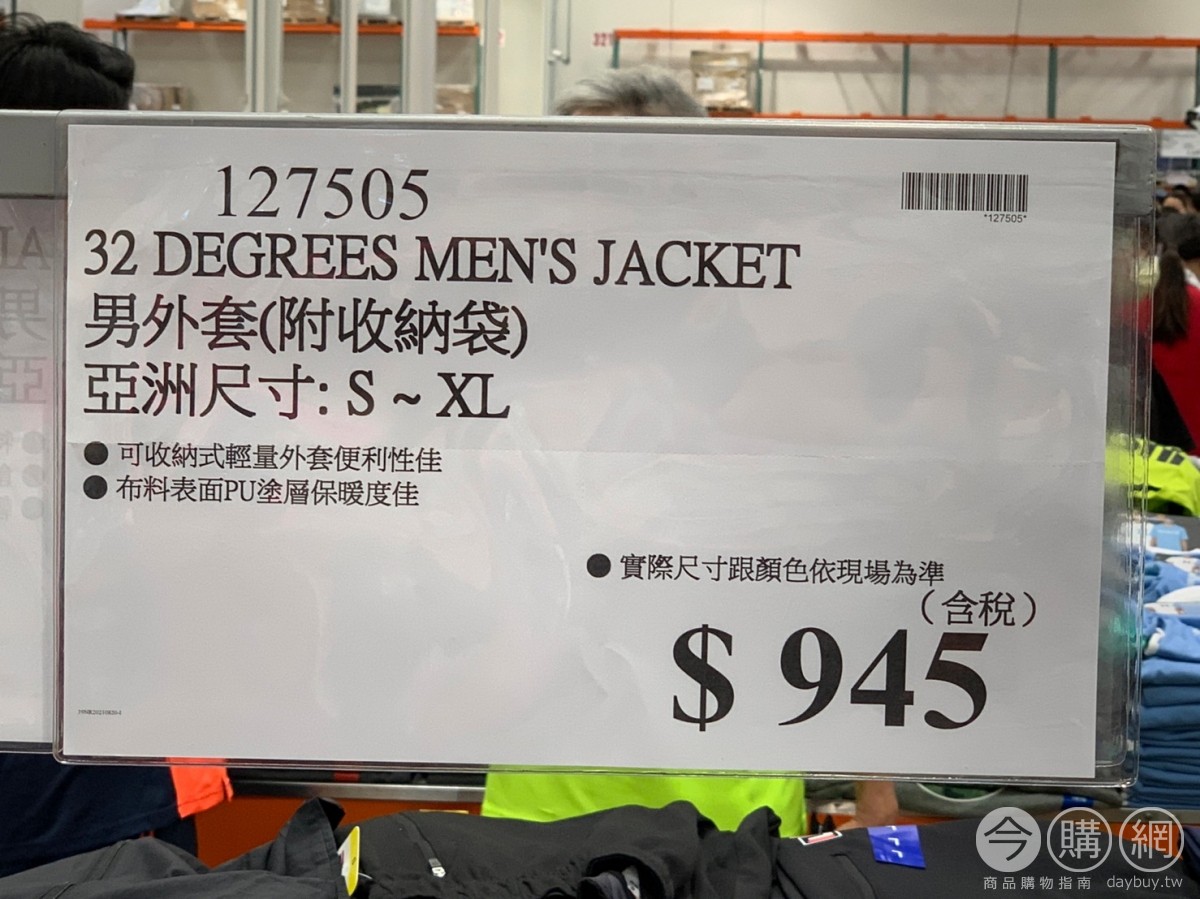 127505
*127505*
32 DEGREES MEN'S JACKET
男外套(附收納袋)
亞洲尺寸: S ~ XL
● 可收納式輕量外套便利性佳
● 布料表面PU塗層保暖度佳
● 實際尺寸跟顏色依現場為準
(含稅)
$ 945
今購網
商品購物指南 daybuy.tw